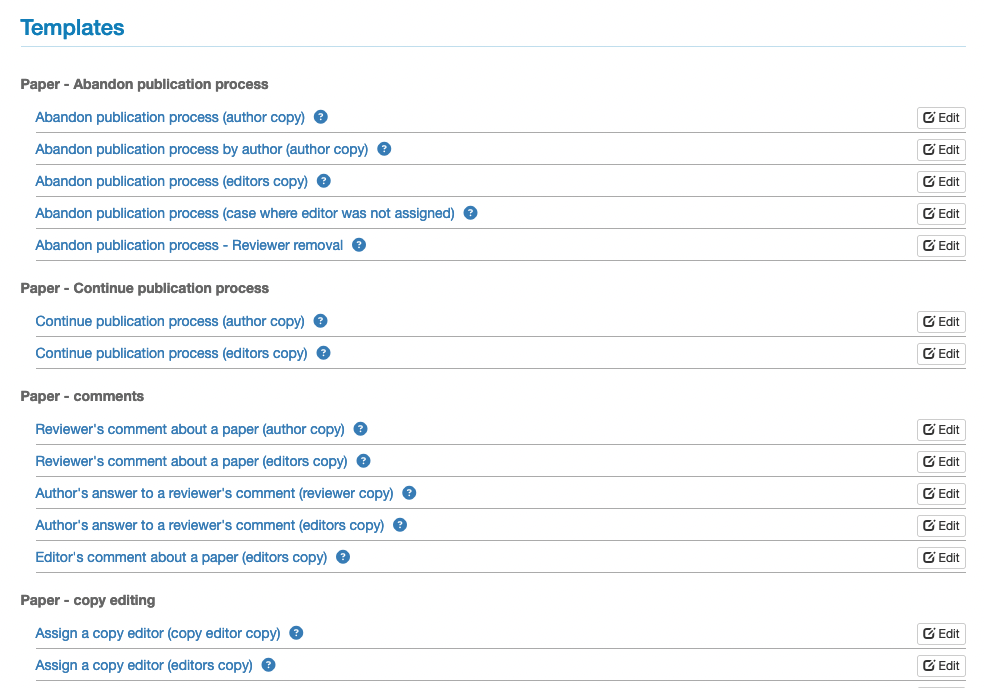 Templates
Paper - Abandon publication process
Abandon publication process (author copy) ? Edit
Abandon publication process by author (author copy) ? Edit
Abandon publication process (editors copy) ? Edit
Abandon publication process (case where editor was not assigned) ? Edit
Abandon publication process - Reviewer removal ? Edit
Paper - Continue publication process
Continue publication process (author copy) ? Edit
Continue publication process (editors copy) ? Edit
Paper - comments
Reviewer's comment about a paper (author copy) ? Edit
Reviewer's comment about a paper (editors copy) ? Edit
Author's answer to a reviewer's comment (reviewer copy) ? Edit
Author's answer to a reviewer's comment (editors copy) ? Edit
Editor's comment about a paper (editors copy) ? Edit
Paper - copy editing
Assign a copy editor (copy editor copy) ? Edit
Assign a copy editor (editors copy) ? Edit